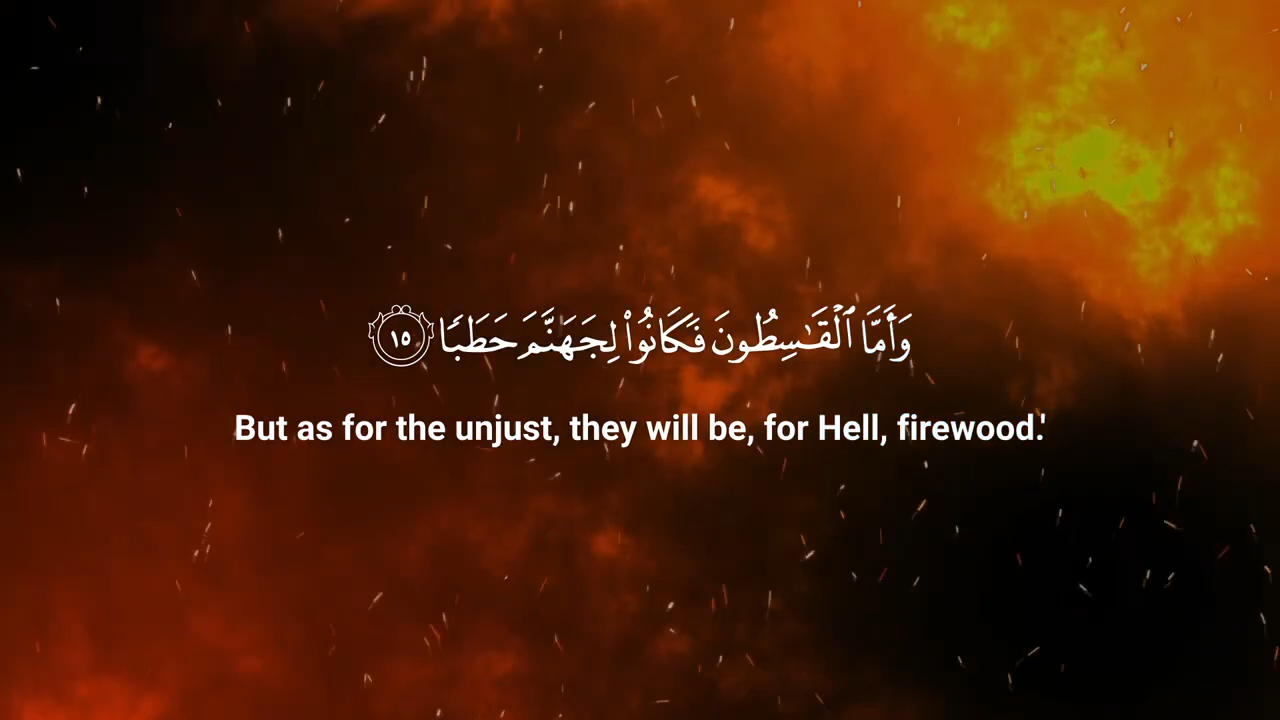 وَأَمَّا ٱلْقَـٰسِطُونَ فَكَانُوا۟ لِجَهَنَّمَ حَطَبًا ١٥
But as for the unjust, they will be, for Hell, firewood.'